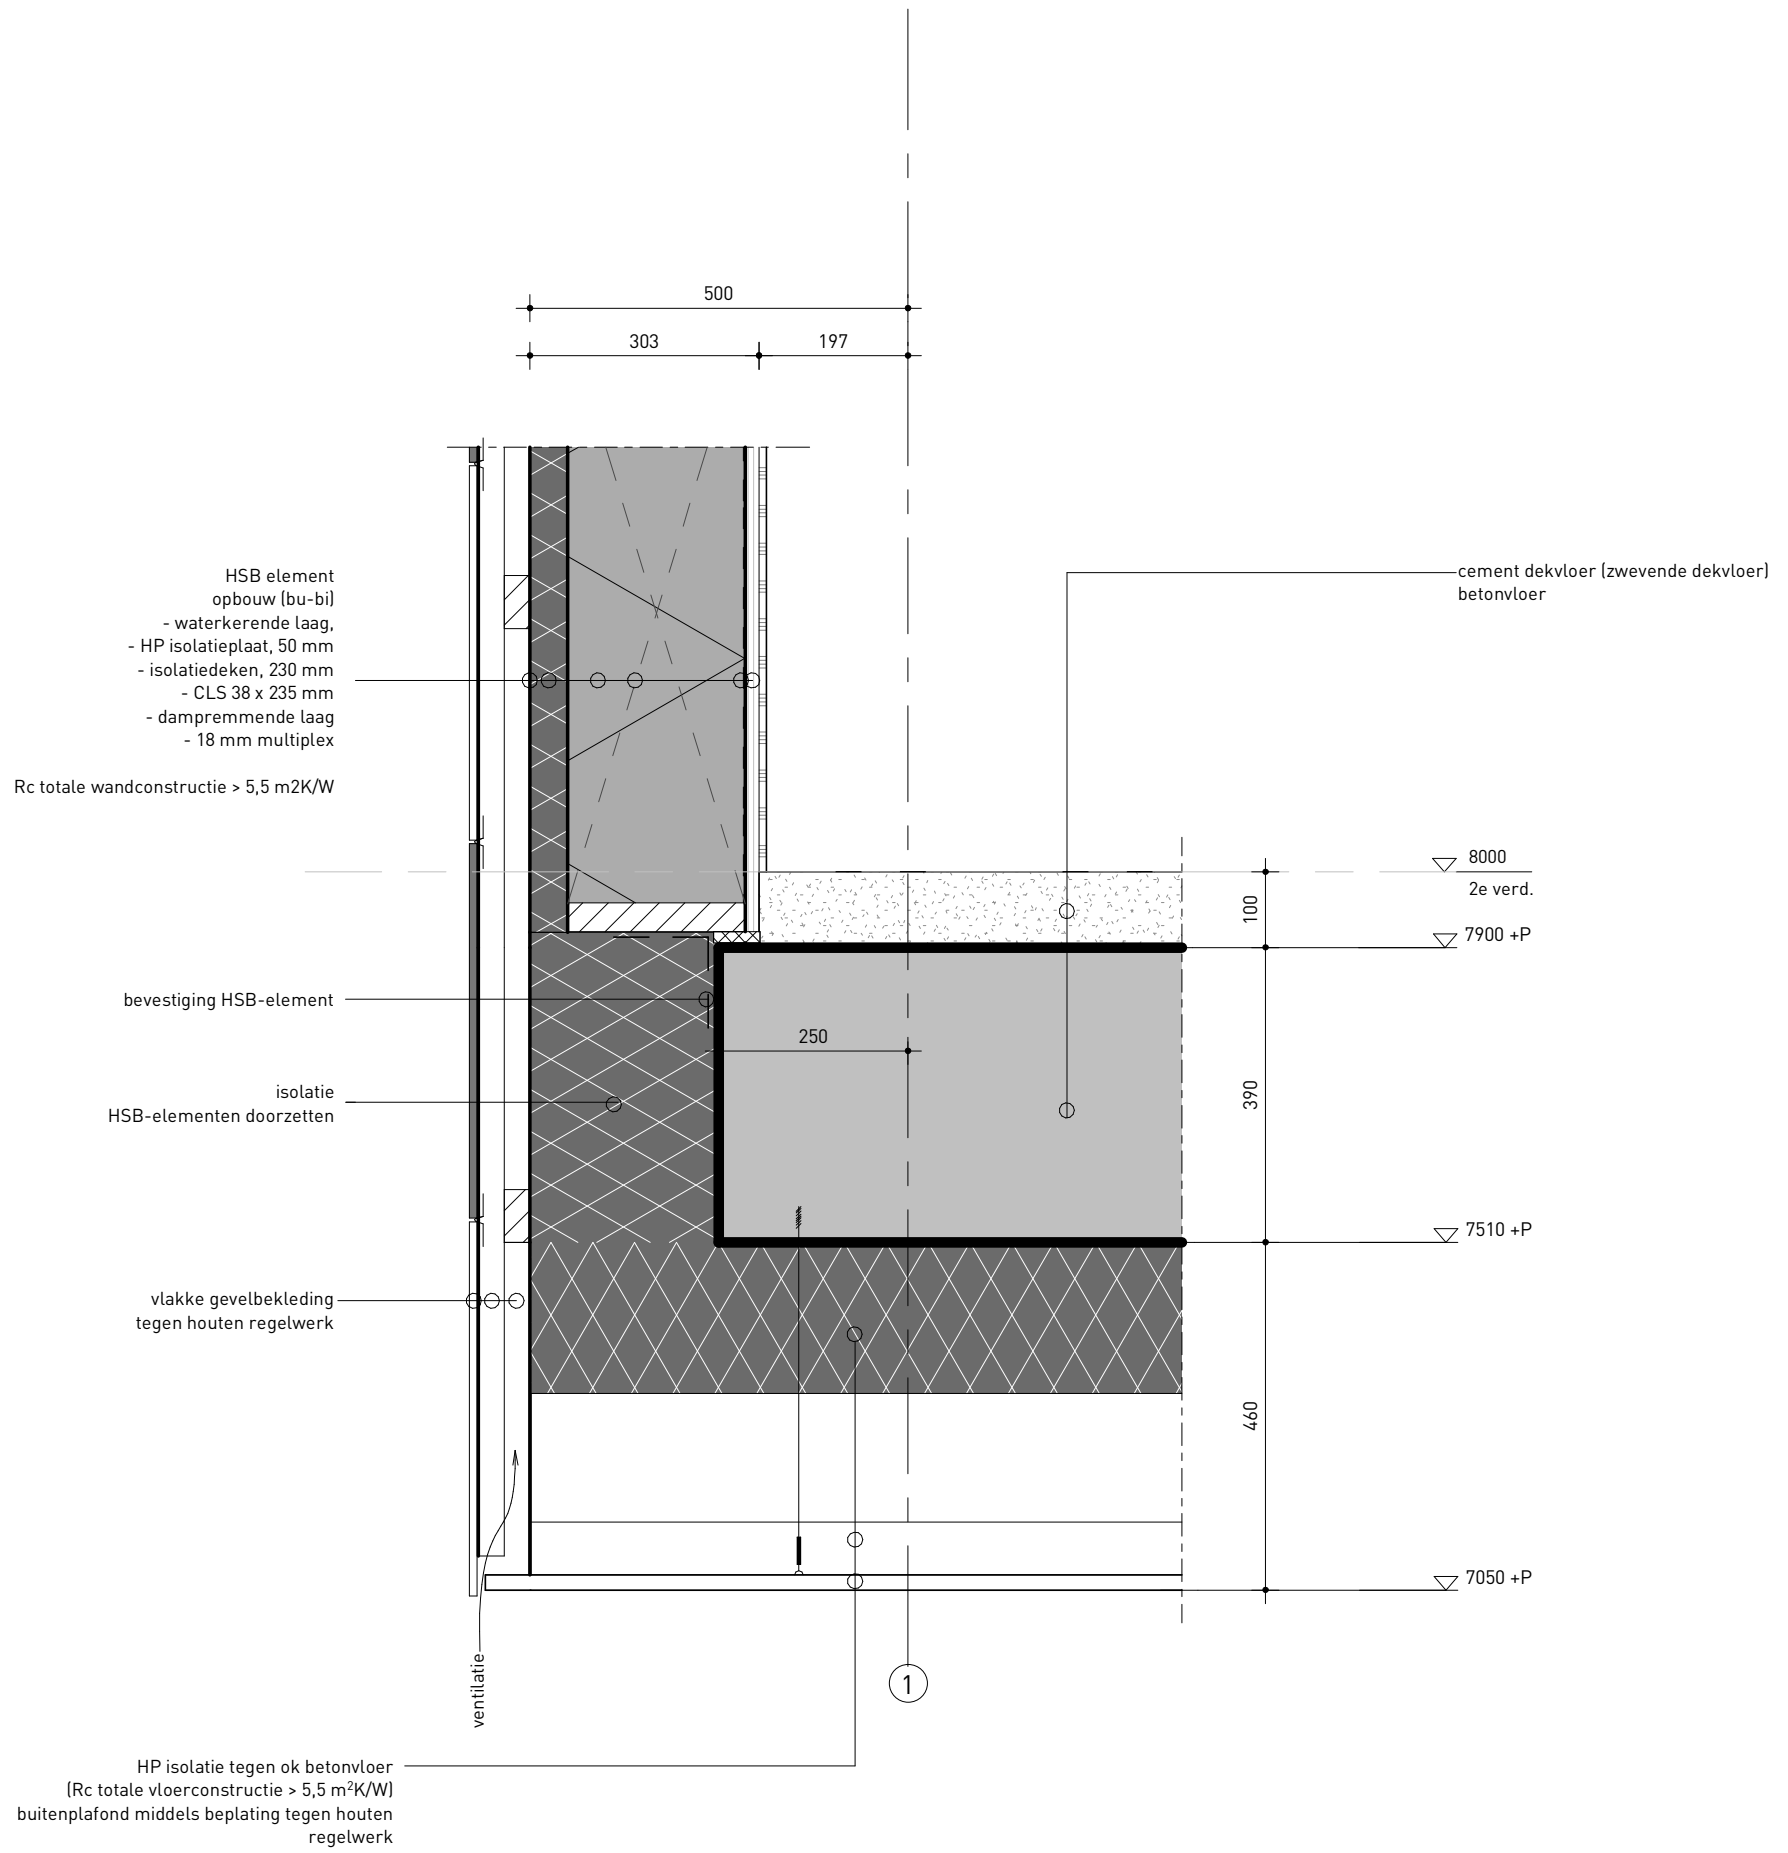 500
303
197
HSB element
opbouw (bu-bi)
- waterkerende laag,
- HP isolatieplaat, 50 mm
- isolatiedeken, 230 mm
- CLS 38 x 235 mm
- dampremmende laag
- 18 mm multiplex
Rc totale wandconstructie > 5,5 m2K/W
cement dekvloer (zwevende dekvloer)
betonvloer
8000
2e verd.
100
7900 +P
bevestiging HSB-element
250
isolatie
HSB-elementen doorzetten
390
7510 +P
vlakke gevelbekleding
tegen houten regelwerk
460
7050 +P
ventilatie
1
HP isolatie tegen ok betonvloer
(Rc totale vloerconstructie > 5,5 m²K/W)
buitenplafond middels beplating tegen houten
regelwerk